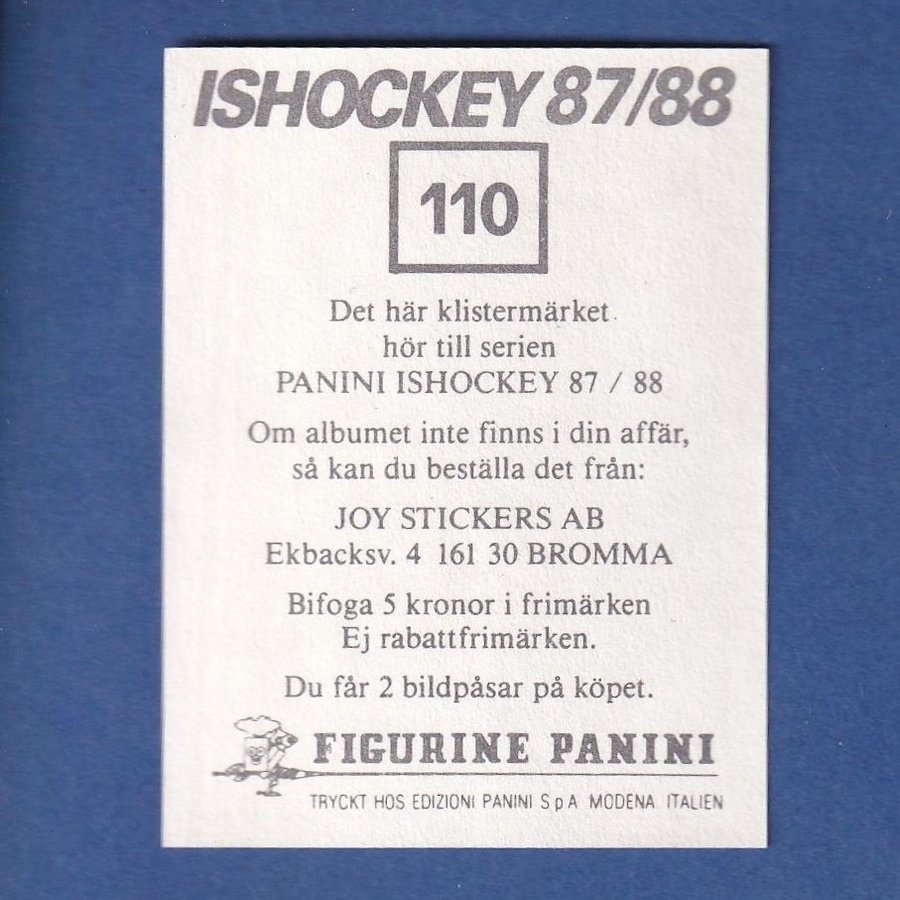 ISHOCKEY 87/88
110
Det här klistermärket
hör till serien
PANINI ISHOCKEY 87 / 88
Om albumet inte finns i din affär,
så kan du beställa det från:
JOY STICKERS AB
Ekbacksv. 4 161 30 BROMMA
Bifoga 5 kronor i frimärken
Ej rabattfrimärken.
Du får 2 bildpåsar på köpet.
FIGURINE PANINI
TRYCKT HOS EDIZIONI PANINI S p A MODENA ITALIEN